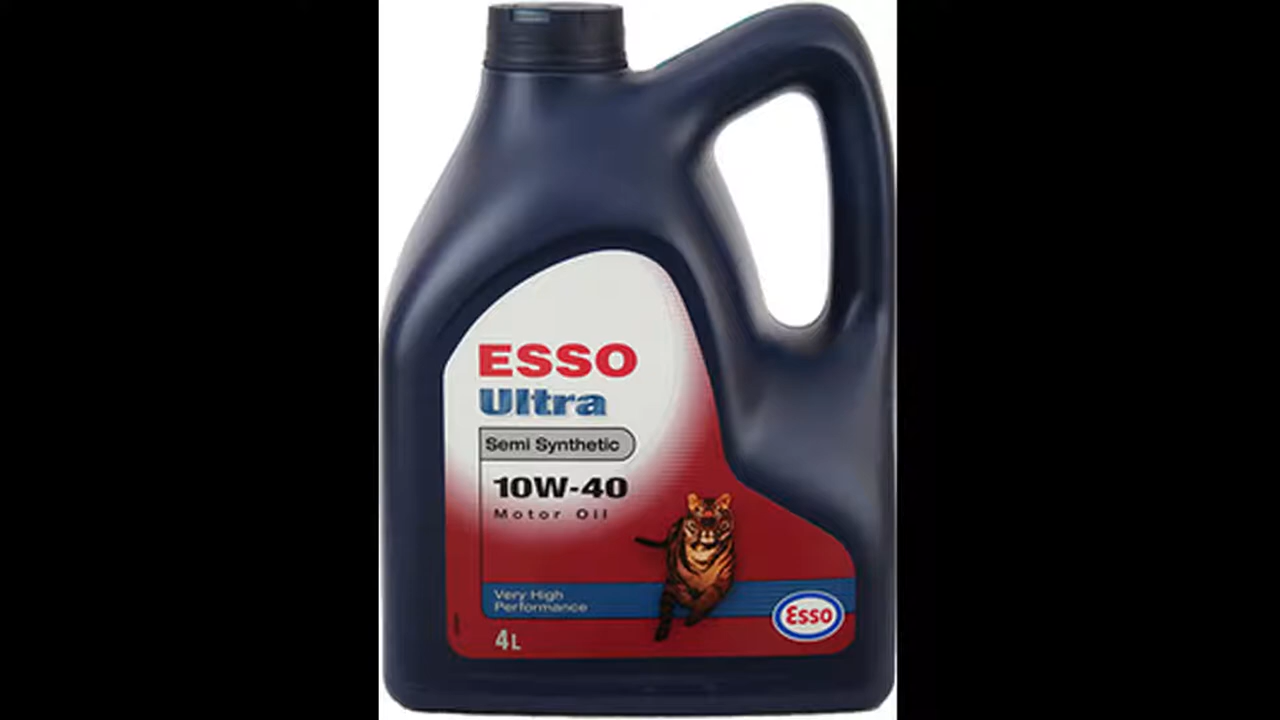 ESSO
Ultra
Semi Synthetic
10W-40
Motor Oil
Very High
Performance
4L
Esso